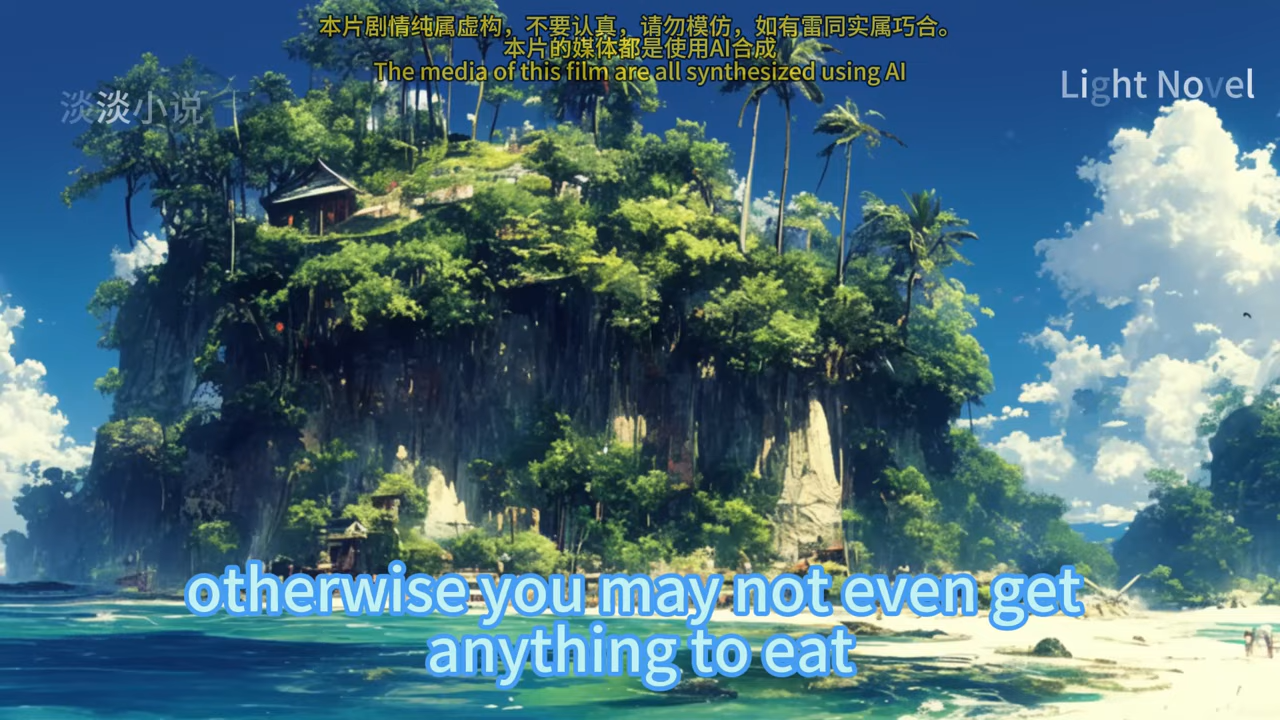 本片剧情纯属虚构，不要认真，请勿模仿，如有雷同实属巧合。
本片的媒体都是使用AI合成
The media of this film are all synthesized using AI
Light Novel
淡淡小说
otherwise you may not even get
anything to eat